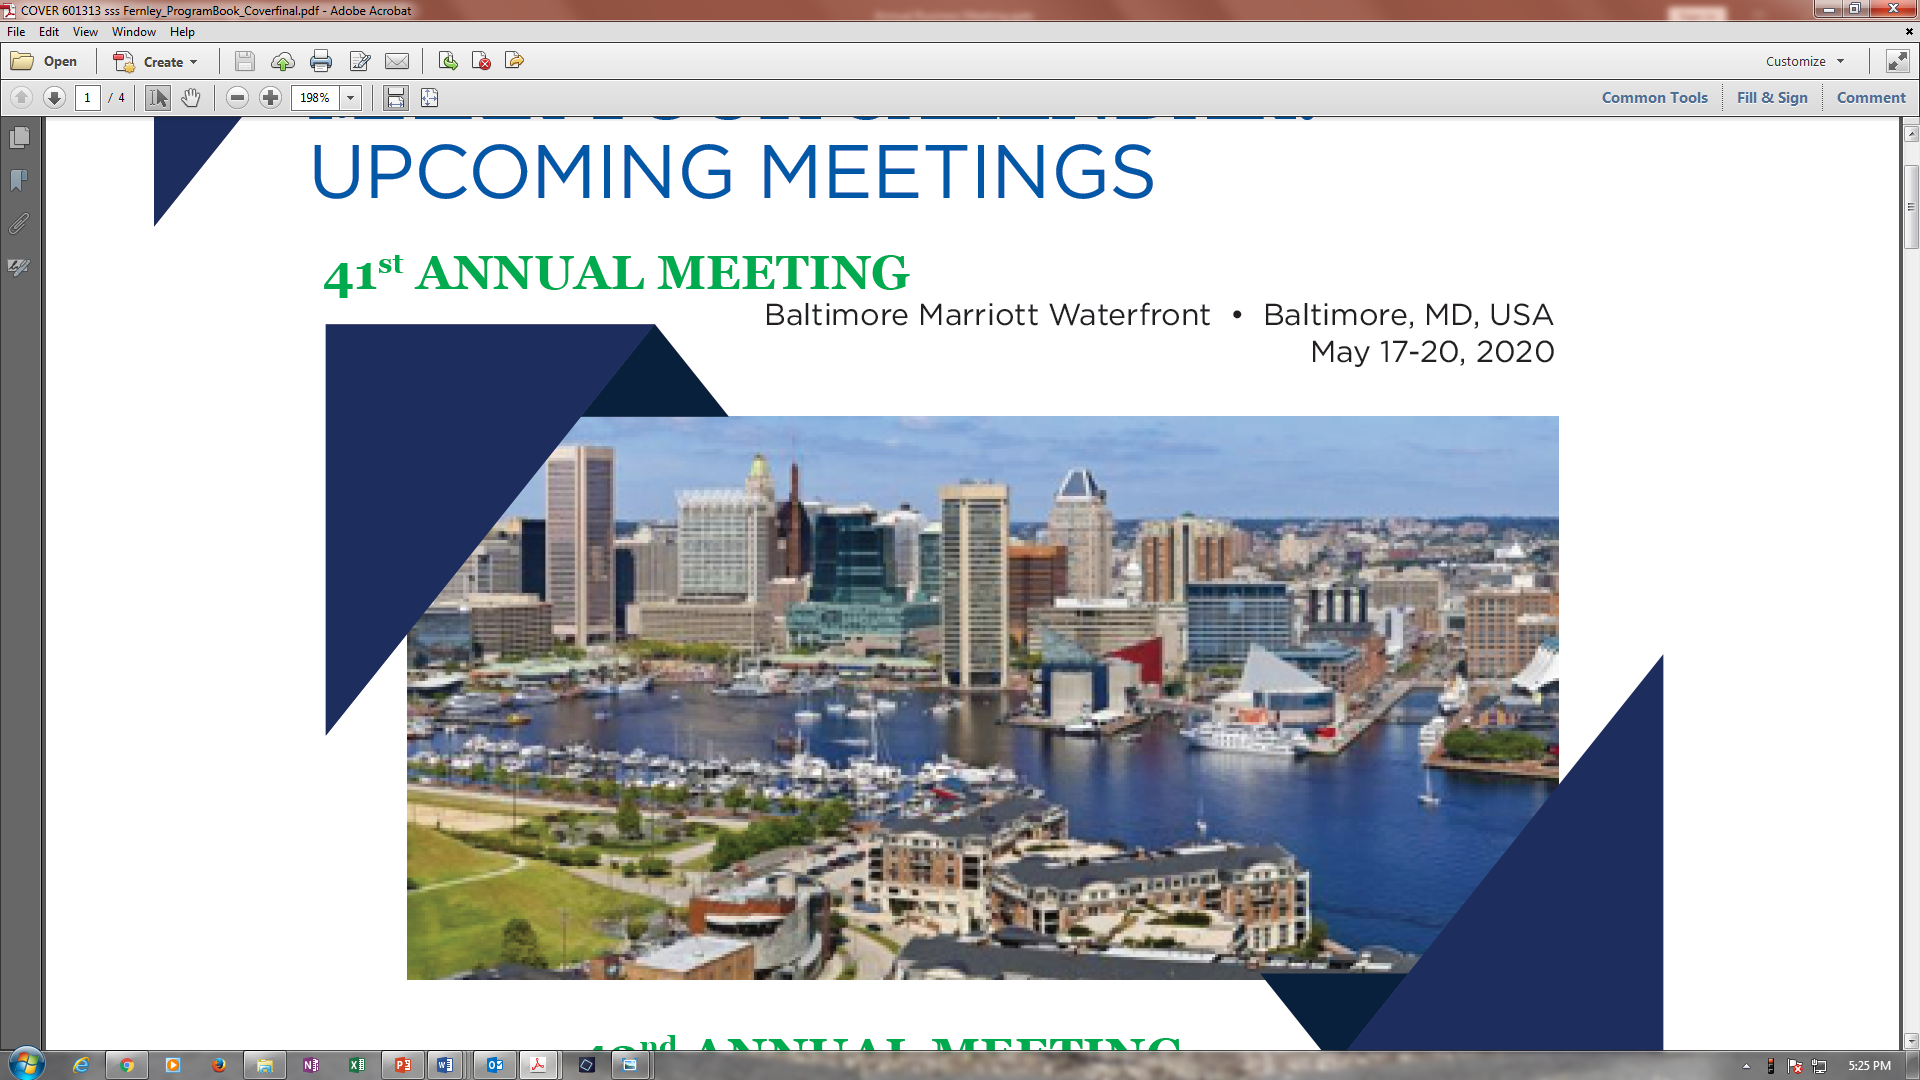 COVER 601313 sss Fernley_ProgramBook_Coverfinal.pdf - Adobe Acrobat
File Edit View Window Help
Open Create Customize
1 / 4 198% Common Tools Fill & Sign Comment
UPCOMING MEETINGS
41st ANNUAL MEETING
Baltimore Marriott Waterfront • Baltimore, MD, USA
May 17-20, 2020
ANNUAL MEETING
5:25 PM